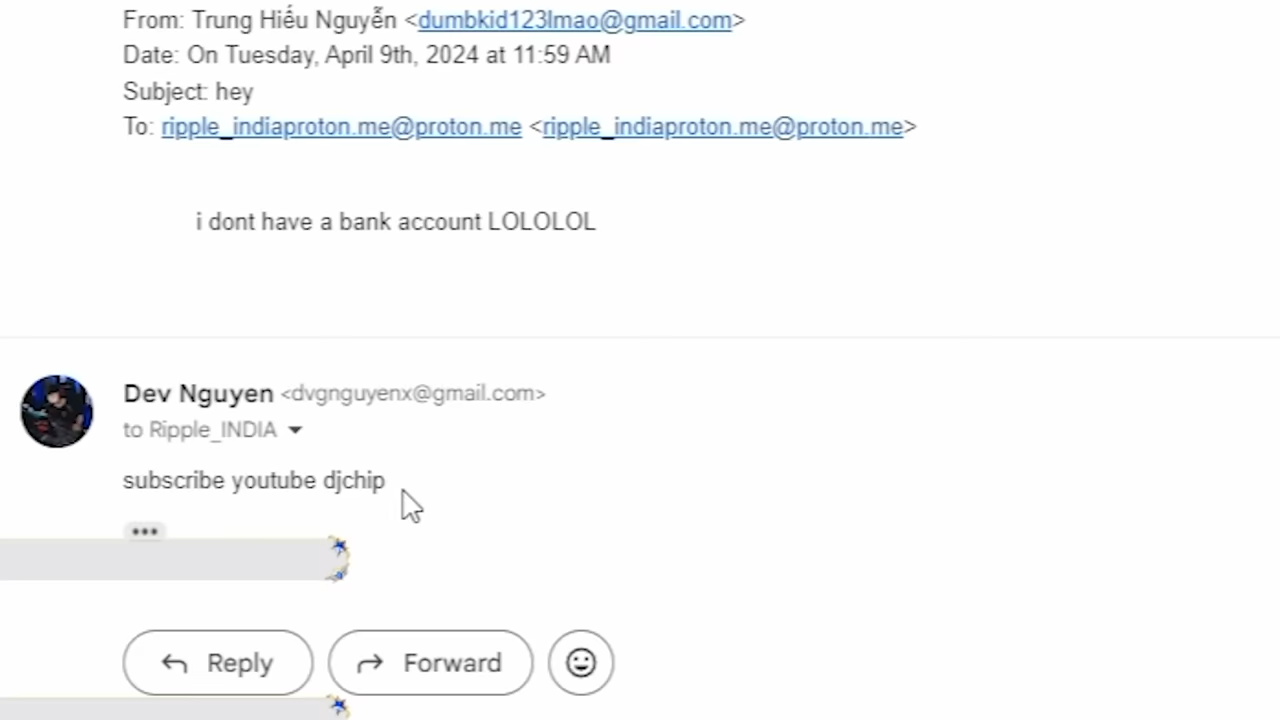 From: Trung Hiếu Nguyễn <dumbkid123lmao@gmail.com>
Date: On Tuesday, April 9th, 2024 at 11:59 AM
Subject: hey
To: ripple_indiaproton.me@proton.me <ripple_indiaproton.me@proton.me>
i dont have a bank account LOLOLOL
Dev Nguyen <dvgnguyenx@gmail.com>
to Ripple_INDIA
subscribe youtube djchip
Reply Forward